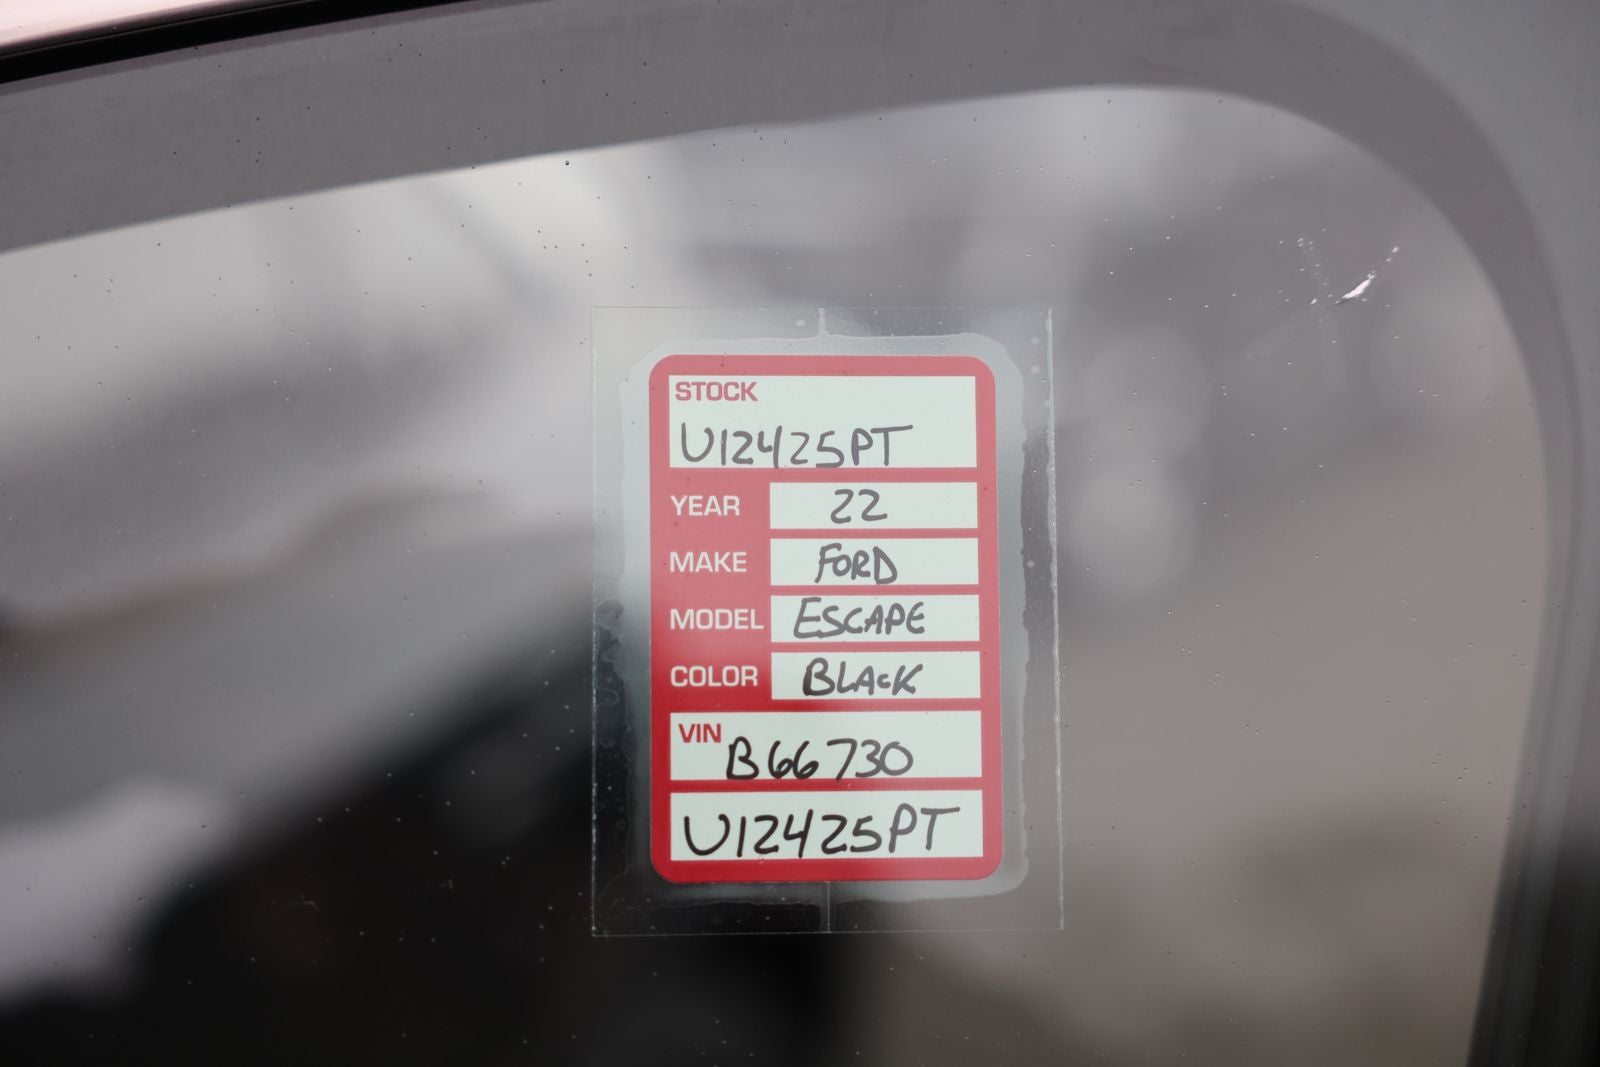 STOCK
U12425PT
YEAR 22
MAKE FORD
MODEL ESCAPE
COLOR BLACK
VIN B66730
U12425PT